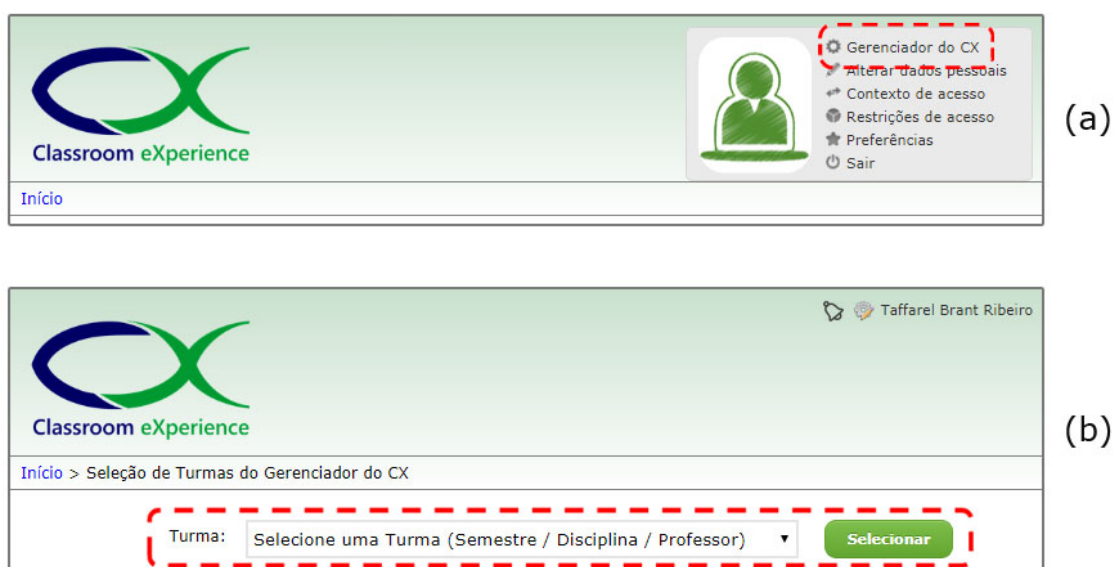 Gerenciador do CX
Alterar dados pessoais
Contexto de acesso
Restrições de acesso
Preferências
Sair
Classroom eXperience
Início
(a)
Taffarel Brant Ribeiro
Classroom eXperience
(b)
Início > Seleção de Turmas do Gerenciador do CX
Turma: Selecione uma Turma (Semestre / Disciplina / Professor) Selecionar